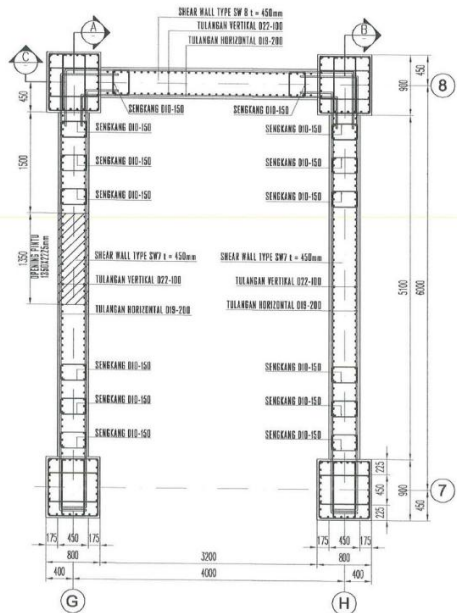 SHEAR WALL TYPE SW 8 t = 450mm
TULANGAN VERTIKAL D22-100
TULANGAN HORIZONTAL D19-200
A
B
C
8
450
900
450
SENGKANG D10-150
SENGKANG D10-150
SENGKANG D10-150
SENGKANG D10-150
SENGKANG D10-150
SENGKANG D10-150
SENGKANG D10-150
SENGKANG D10-150
1500
1350
OPENING PINTU
SHEAR WALL TYPE SW7 t = 450mm
SHEAR WALL TYPE SW7 t = 450mm
TULANGAN VERTIKAL D22-100
TULANGAN VERTIKAL D22-100
TULANGAN HORIZONTAL D19-200
TULANGAN HORIZONTAL D19-200
5100
6000
SENGKANG D10-150
SENGKANG D10-150
SENGKANG D10-150
SENGKANG D10-150
SENGKANG D10-150
SENGKANG D10-150
225
450
225
900
450
7
175
450
175
175
450
175
800
3200
800
400
4000
400
G
H